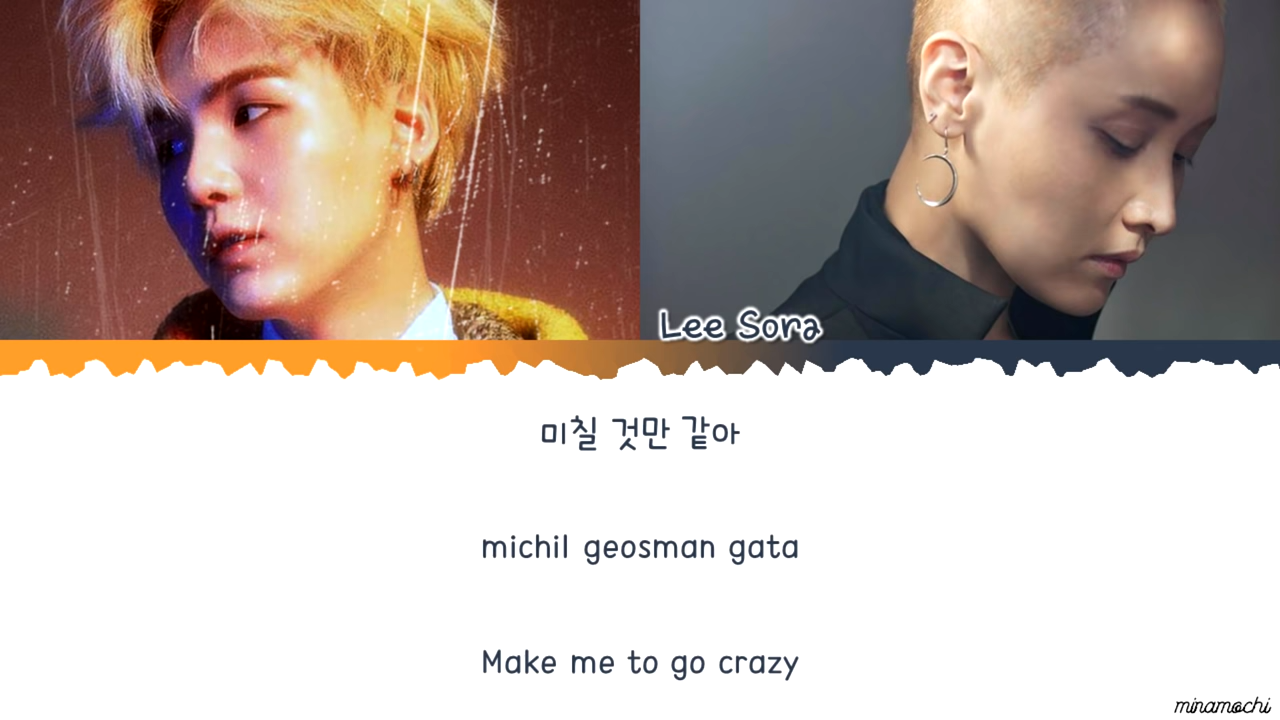 Lee Sora
미칠 것만 같아
michil geosman gata
Make me to go crazy
minamochi